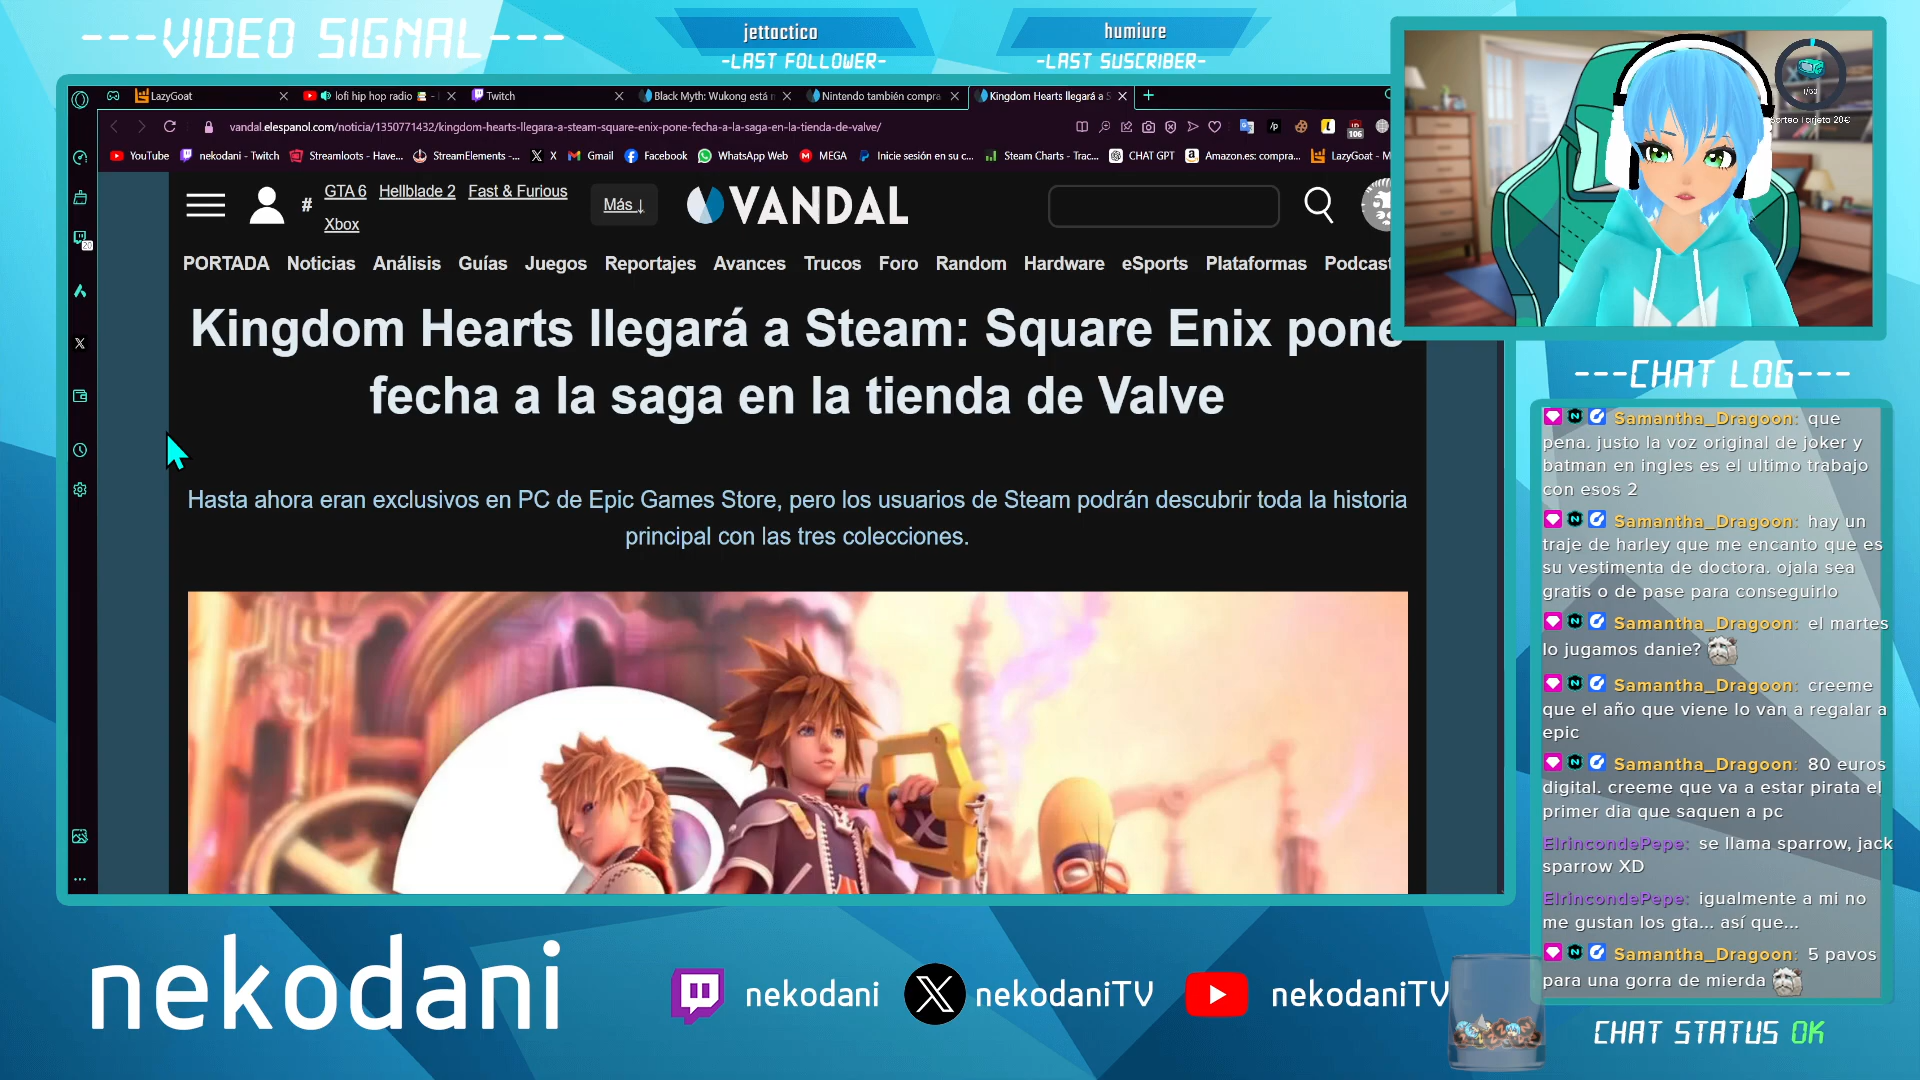 ---VIDEO SIGNAL---
jettactico
-LAST FOLLOWER-
humiure
-LAST SUSCRIBER-
LazyGoat
lofi hip hop radio
Twitch
Black Myth: Wukong está
Nintendo también compra
Kingdom Hearts llegará a S
vandal.elespanol.com/noticia/1350771432/kingdom-hearts-llegara-a-steam-square-enix-pone-fecha-a-la-saga-en-la-tienda-de-valve/
106
YouTube
nekodani - Twitch
Streamloots - Have...
StreamElements -...
X
Gmail
Facebook
WhatsApp Web
MEGA
Inicie sesión en su c...
Steam Charts - Trac...
CHAT GPT
Amazon.es: compra...
LazyGoat - M
20
# GTA 6 Hellblade 2 Fast & Furious
Xbox
Más ↓
VANDAL
PORTADA Noticias Análisis Guías Juegos Reportajes Avances Trucos Foro Random Hardware eSports Plataformas Podcast
Kingdom Hearts llegará a Steam: Square Enix pone
fecha a la saga en la tienda de Valve
Hasta ahora eran exclusivos en PC de Epic Games Store, pero los usuarios de Steam podrán descubrir toda la historia
principal con las tres colecciones.
Sorteo Tarjeta 20€
---CHAT LOG---
Samantha_Dragoon: que
pena. justo la voz original de joker y
batman en ingles es el ultimo trabajo
con esos 2
Samantha_Dragoon: hay un
traje de harley que me encanto que es
su vestimenta de doctora. ojala sea
gratis o de pase para conseguirlo
Samantha_Dragoon: el martes
lo jugamos danie?
Samantha_Dragoon: creeme
que el año que viene lo van a regalar a
epic
Samantha_Dragoon: 80 euros
digital. creeme que va a estar pirata el
primer dia que saquen a pc
ElrincondePepe: se llama sparrow, jack
sparrow XD
ElrincondePepe: igualmente a mi no
me gustan los gta... así que...
Samantha_Dragoon: 5 pavos
para una gorra de mierda
CHAT STATUS OK
nekodani
nekodani
nekodaniTV
nekodaniTV